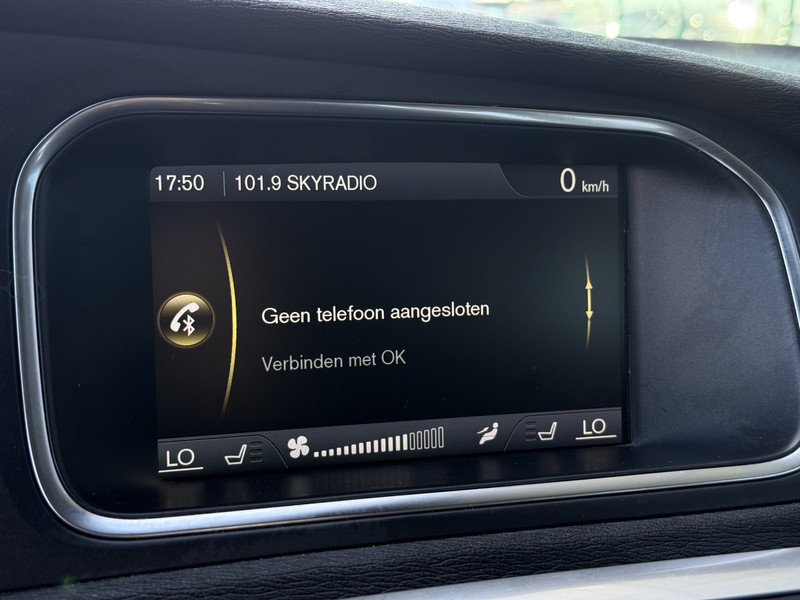 17:50 101.9 SKYRADIO 0 km/h
Geen telefoon aangesloten
Verbinden met OK
LO LO